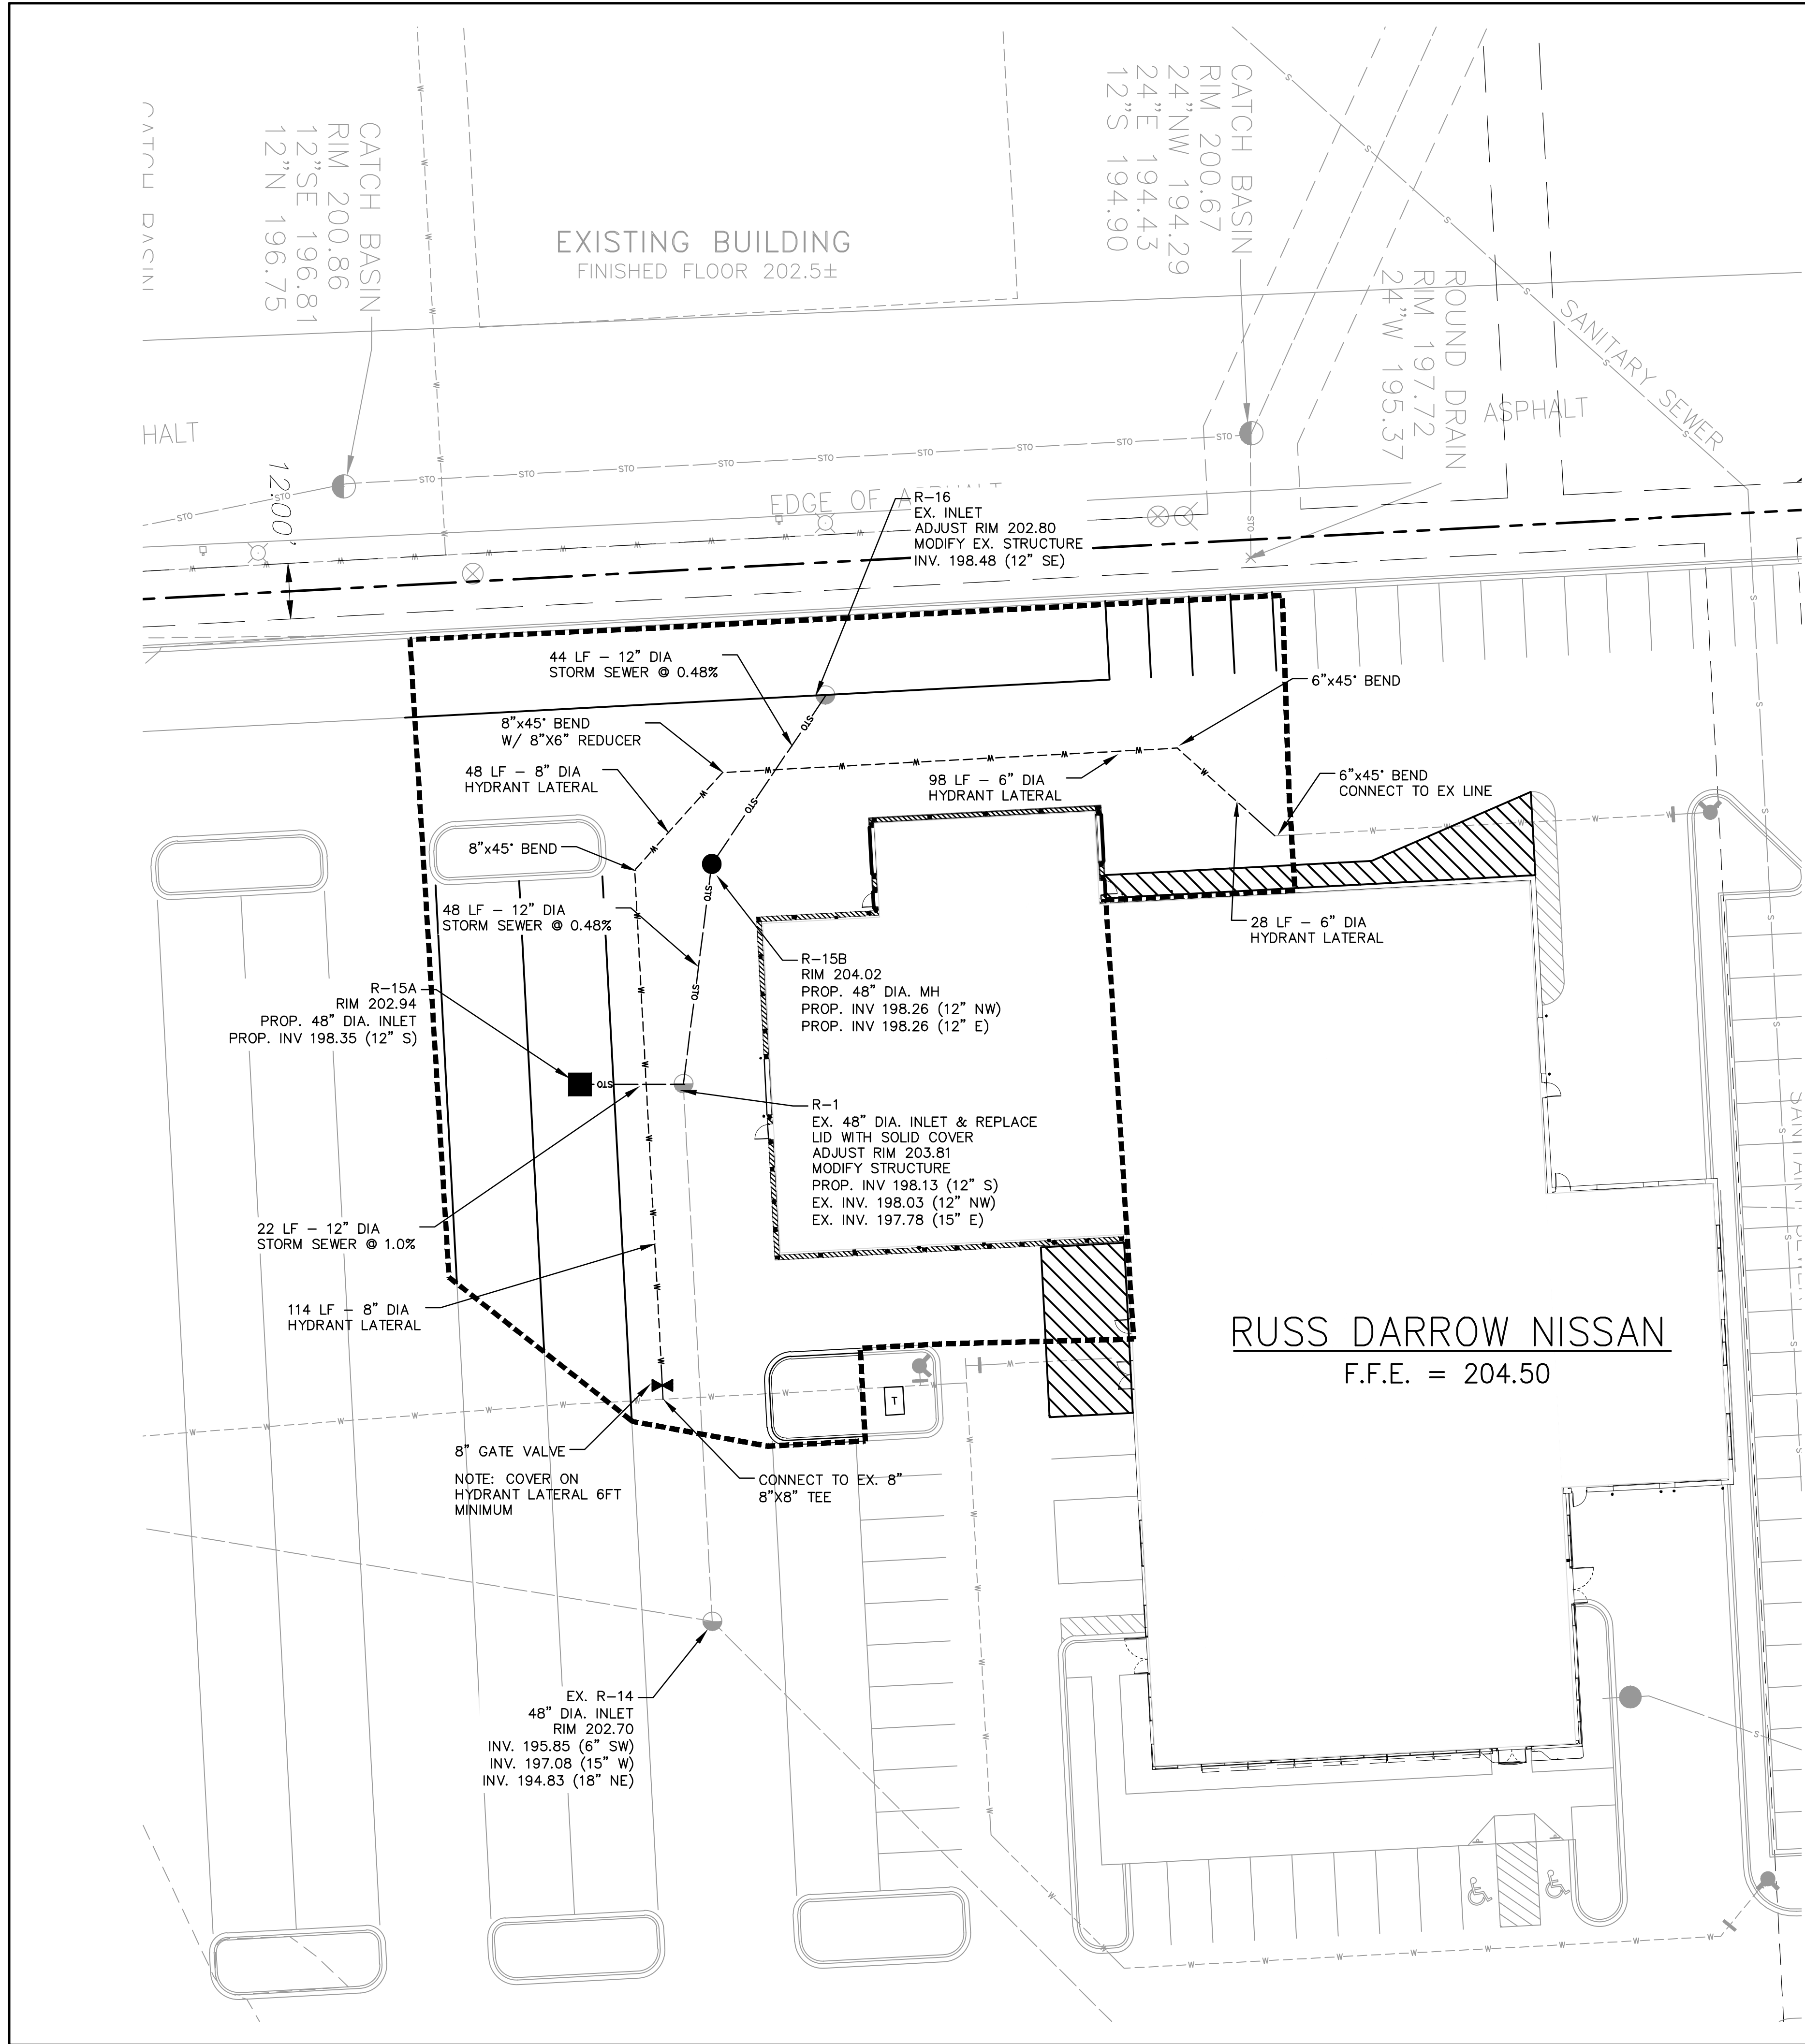 CATCH BASIN
RIM 200.86
12"SE 196.81
12"N 196.75
EXISTING BUILDING
FINISHED FLOOR 202.5±
CATCH BASIN
RIM 200.67
24"NW 194.29
24"E 194.43
12"S 194.90
ROUND DRAIN
RIM 197.72
24"W 195.37
SANITARY SEWER
ASPHALT
HALT
12.00'
EDGE OF ASPHALT
R-16
EX. INLET
ADJUST RIM 202.80
MODIFY EX. STRUCTURE
INV. 198.48 (12" SE)
44 LF - 12" DIA
STORM SEWER @ 0.48%
6"x45° BEND
8"x45° BEND
W/ 8"X6" REDUCER
48 LF - 8" DIA
HYDRANT LATERAL
98 LF - 6" DIA
HYDRANT LATERAL
6"x45° BEND
CONNECT TO EX LINE
8"x45° BEND
48 LF - 12" DIA
STORM SEWER @ 0.48%
28 LF - 6" DIA
HYDRANT LATERAL
R-15B
RIM 204.02
PROP. 48" DIA. MH
PROP. INV 198.26 (12" NW)
PROP. INV 198.26 (12" E)
R-15A
RIM 202.94
PROP. 48" DIA. INLET
PROP. INV 198.35 (12" S)
R-1
EX. 48" DIA. INLET & REPLACE
LID WITH SOLID COVER
ADJUST RIM 203.81
MODIFY STRUCTURE
PROP. INV 198.13 (12" S)
EX. INV. 198.03 (12" NW)
EX. INV. 197.78 (15" E)
22 LF - 12" DIA
STORM SEWER @ 1.0%
114 LF - 8" DIA
HYDRANT LATERAL
RUSS DARROW NISSAN
F.F.E. = 204.50
T
8" GATE VALVE
NOTE: COVER ON
HYDRANT LATERAL 6FT
MINIMUM
CONNECT TO EX. 8"
8"X8" TEE
EX. R-14
48" DIA. INLET
RIM 202.70
INV. 195.85 (6" SW)
INV. 197.08 (15" W)
INV. 194.83 (18" NE)